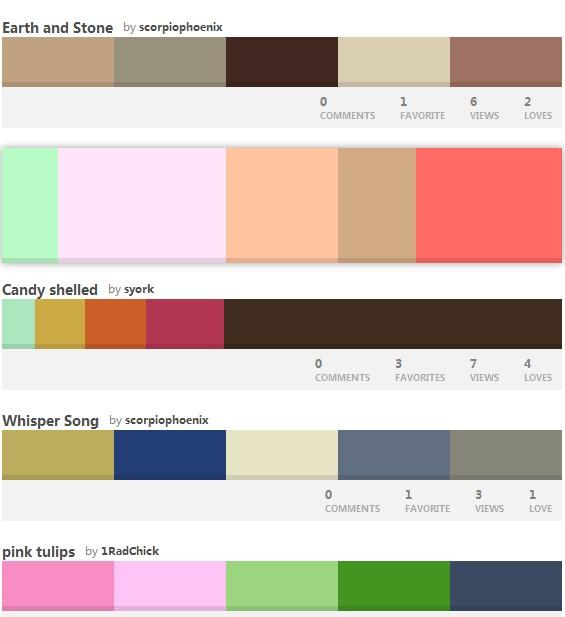 Earth and Stone by scorpiophoenix
0 1 6 2
COMMENTS FAVORITE VIEWS LOVES
Candy shelled by syork
0 3 7 4
COMMENTS FAVORITES VIEWS LOVES
Whisper Song by scorpiophoenix
0 1 3 1
COMMENTS FAVORITE VIEWS LOVE
pink tulips by 1RadChick